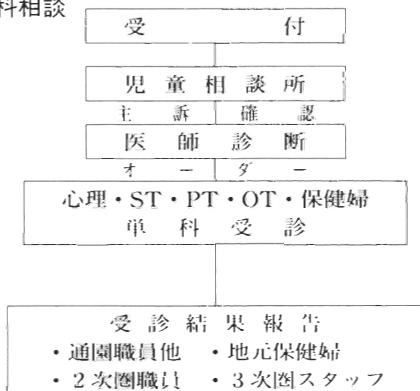 科相談
受付
児童相談所
主訴確認
医師診断
オーダー
心理・ST・PT・OT・保健婦
単科受診
受診結果報告
・通園職員他 ・地元保健婦
・2次圏職員 ・3次圏スタッフ